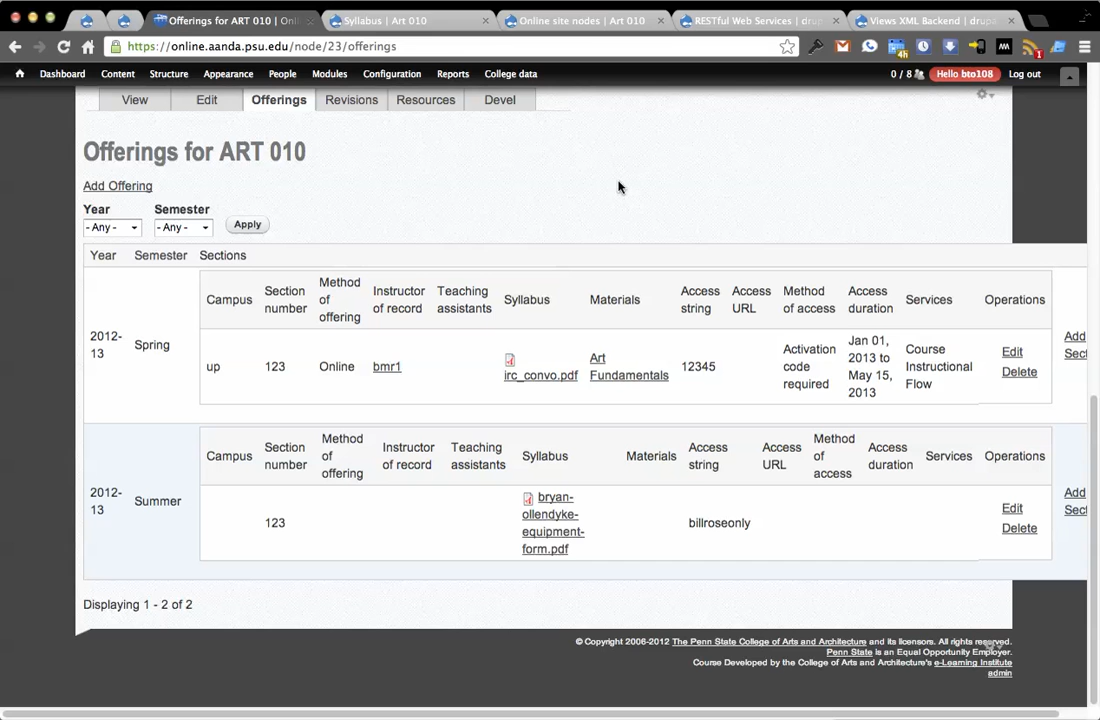 Offerings for ART 010 | Onli
Syllabus | Art 010
Online site nodes | Art 010
RESTful Web Services | drup
Views XML Backend | drupa
https://online.aanda.psu.edu/node/23/offerings
4h
1
Dashboard Content Structure Appearance People Modules Configuration Reports College data 0 / 8 Hello bto108 Log out
View Edit Offerings Revisions Resources Devel
Offerings for ART 010
Add Offering
Year Semester
- Any - - Any - Apply
Year Semester Sections
Campus Section number Method of offering Instructor of record Teaching assistants Syllabus Materials Access string Access URL Method of access Access duration Services Operations
2012-13 Spring up 123 Online bmr1 irc_convo.pdf Art Fundamentals 12345 Activation code required Jan 01, 2013 to May 15, 2013 Course Instructional Flow Edit Delete Add Sect
Campus Section number Method of offering Instructor of record Teaching assistants Syllabus Materials Access string Access URL Method of access Access duration Services Operations
2012-13 Summer 123 bryan-ollendyke-equipment-form.pdf billroseonly Edit Delete Add Sect
Displaying 1 - 2 of 2
© Copyright 2006-2012 The Penn State College of Arts and Architecture and its licensors. All rights reserved.
Penn State is an Equal Opportunity Employer.
Course Developed by the College of Arts and Architecture's e-Learning Institute
admin